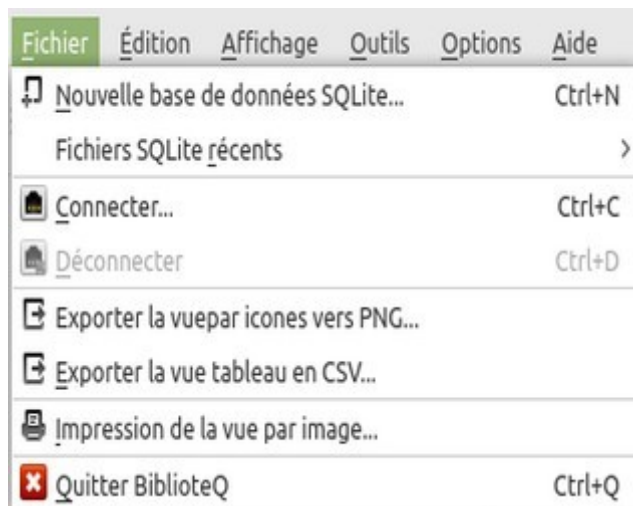 Fichier Édition Affichage Outils Options Aide
Nouvelle base de données SQLite... Ctrl+N
Fichiers SQLite récents
Connecter... Ctrl+C
Déconnecter Ctrl+D
Exporter la vuepar icones vers PNG...
Exporter la vue tableau en CSV...
Impression de la vue par image...
Quitter BiblioteQ Ctrl+Q